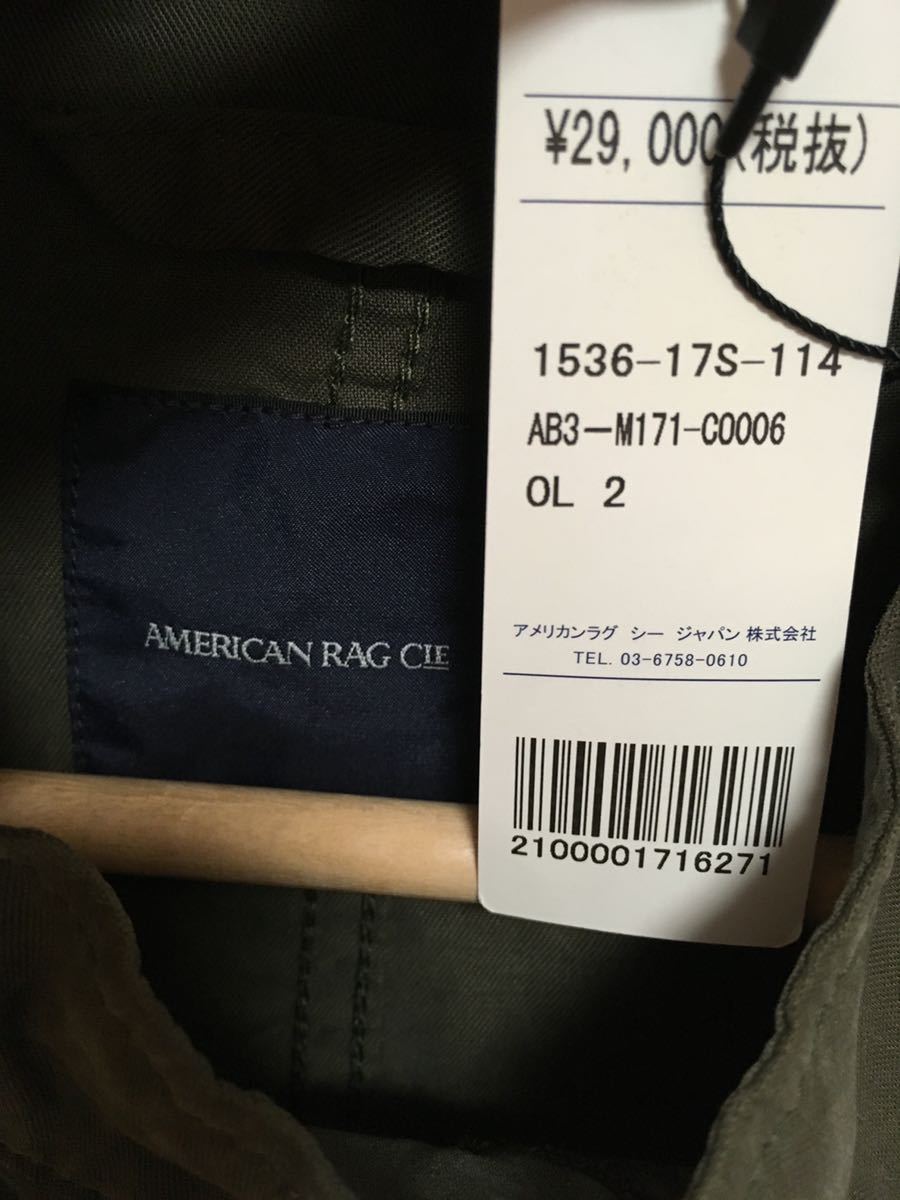 ¥29,000(税抜)
1536-17S-114
AB3-M171-C0006
OL 2
アメリカンラグ シー ジャパン 株式会社
TEL. 03-6758-0610
2100001716271
AMERICAN RAG CIE